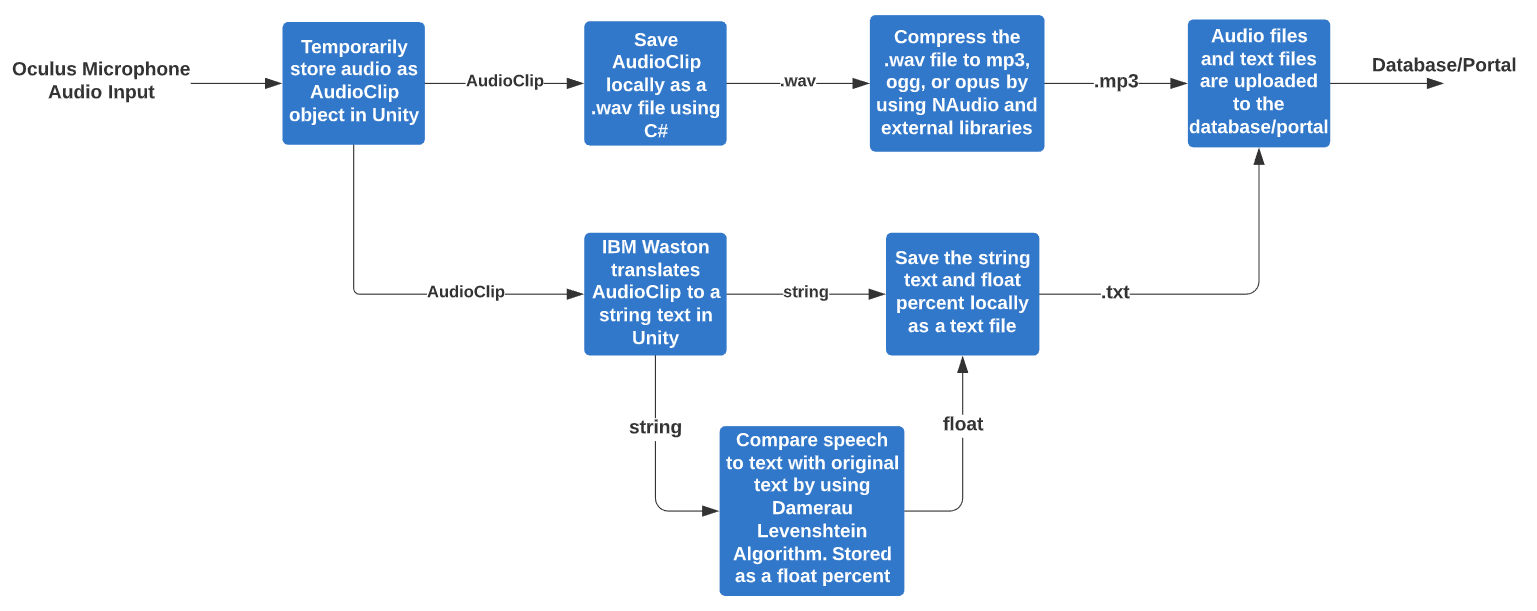 Oculus Microphone
Audio Input
Temporarily
store audio as
AudioClip
object in Unity
AudioClip
Save
AudioClip
locally as a
.wav file using
C#
.wav
Compress the
.wav file to mp3,
ogg, or opus by
using NAudio and
external libraries
.mp3
Audio files
and text files
are uploaded
to the
database/portal
Database/Portal
AudioClip
IBM Waston
translates
AudioClip to a
string text in
Unity
string
Save the string
text and float
percent locally
as a text file
.txt
string
Compare speech
to text with original
text by using
Damerau
Levenshtein
Algorithm. Stored
as a float percent
float